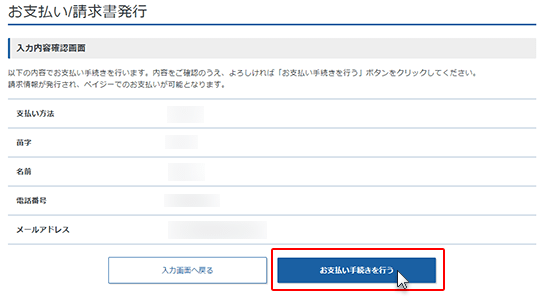 お支払い/請求書発行
入力内容確認画面
以下の内容でお支払い手続きを行います。内容をご確認のうえ、よろしければ「お支払い手続きを行う」ボタンをクリックしてください。
請求情報が発行され、ペイジーでのお支払いが可能となります。
支払い方法
苗字
名前
電話番号
メールアドレス
入力画面へ戻る
お支払い手続きを行う